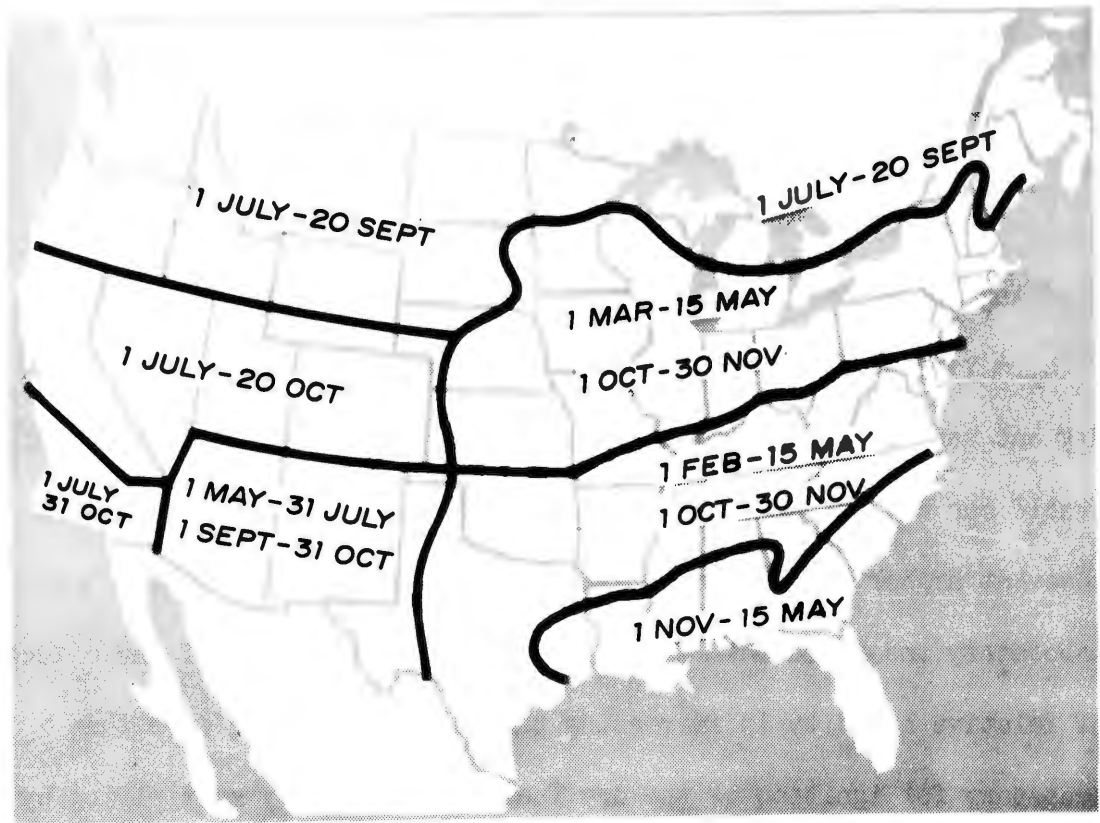 1 JULY-20 SEPT
1 JULY-20 SEPT
1 MAR-15 MAY
1 OCT-30 NOV
1 JULY-20 OCT
1 FEB-15 MAY
1 OCT-30 NOV
1 JULY
31 OCT
1 MAY-31 JULY
1 SEPT-31 OCT
1 NOV-15 MAY